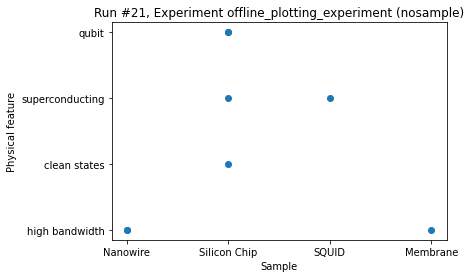 Run #21, Experiment offline_plotting_experiment (nosample)
qubit
superconducting
clean states
high bandwidth
Physical feature
Nanowire Silicon Chip SQUID Membrane
Sample